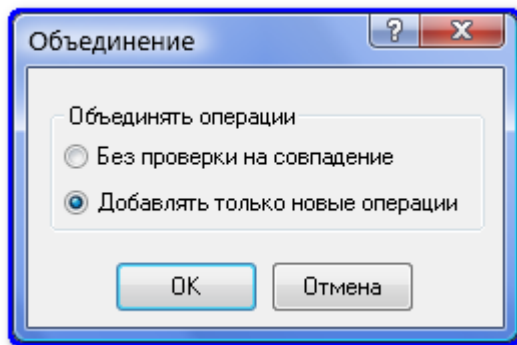 Объединение
Объединять операции
Без проверки на совпадение
Добавлять только новые операции
OK
Отмена